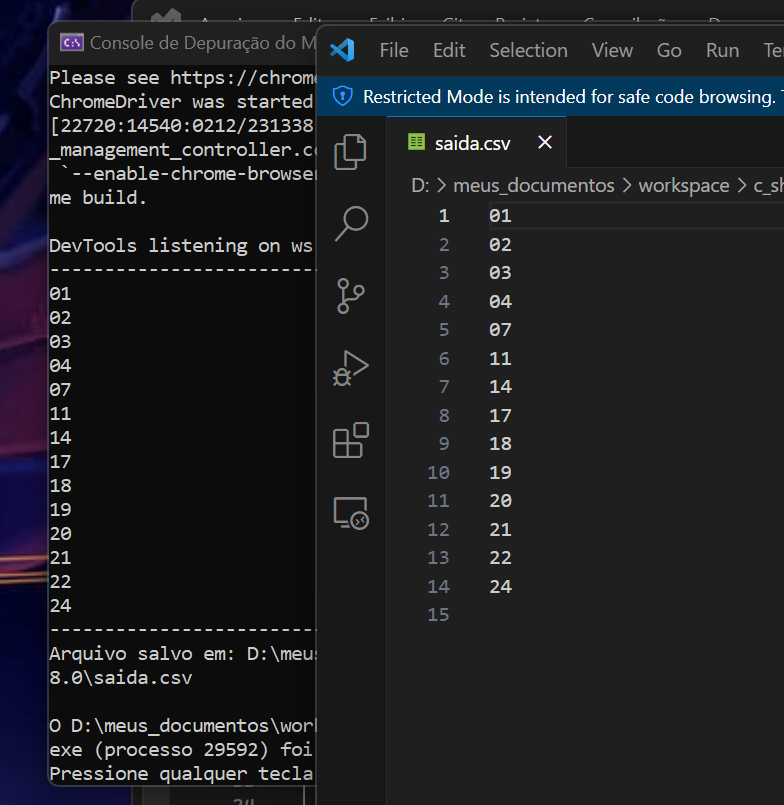 Console de Depuração do M
Please see https://chrome
ChromeDriver was started
[22720:14540:0212/231338
_management_controller.cc
`--enable-chrome-browser
me build.
DevTools listening on ws
-----------------------
01
02
03
04
07
11
14
17
18
19
20
21
22
24
-----------------------
Arquivo salvo em: D:\meus
8.0\saida.csv
O D:\meus_documentos\work
exe (processo 29592) foi
Pressione qualquer tecla
File Edit Selection View Go Run Te
Restricted Mode is intended for safe code browsing.
saida.csv
D: > meus_documentos > workspace > c_sh
1 01
2 02
3 03
4 04
5 07
6 11
7 14
8 17
9 18
10 19
11 20
12 21
13 22
14 24
15